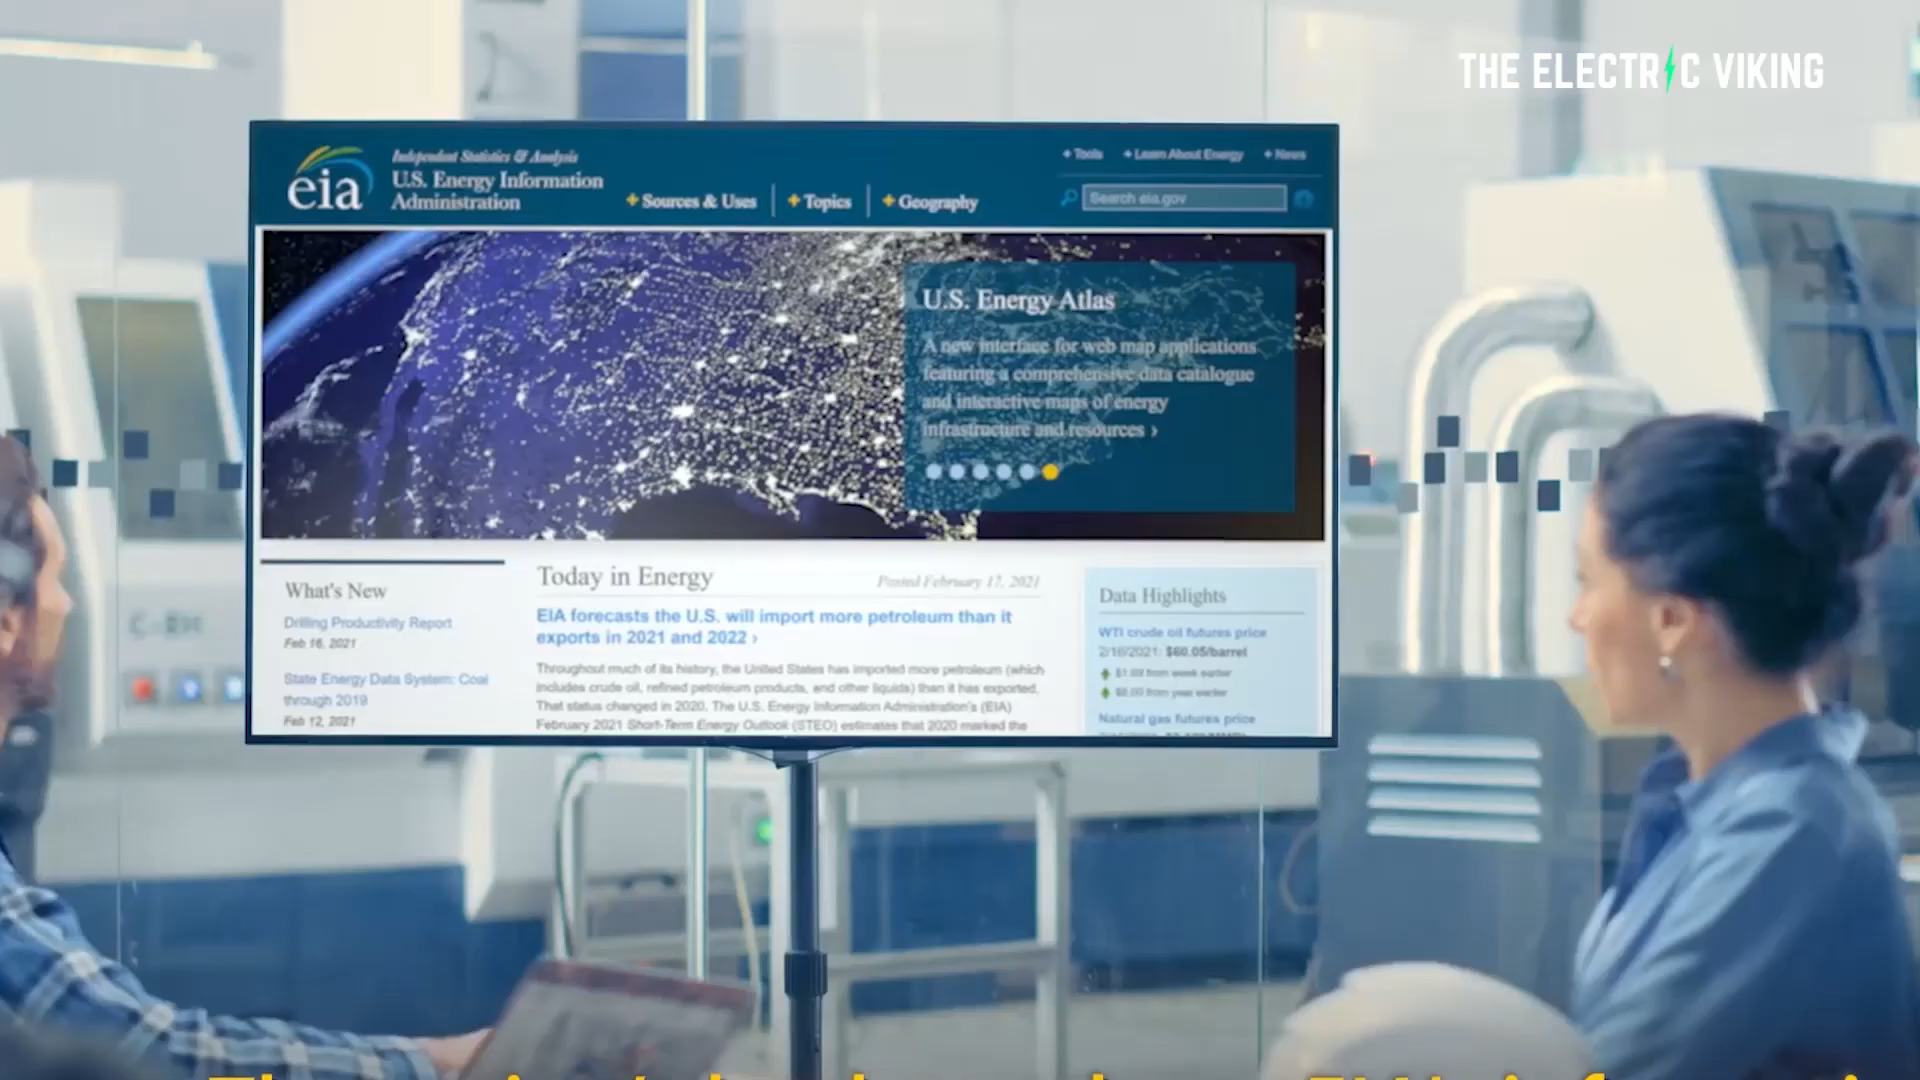 THE ELECTRIC VIKING
eia
Independent Statistics & Analysis
U.S. Energy Information
Administration
+ Sources & Uses
+ Topics
+ Geography
+ Tools
+ Learn About Energy
+ News
Search eia.gov
U.S. Energy Atlas
A new interface for web map applications
featuring a comprehensive data catalogue
and interactive maps of energy
infrastructure and resources ›
What's New
Drilling Productivity Report
Feb 16, 2021
State Energy Data System: Coal
through 2019
Feb 12, 2021
Today in Energy
Posted February 17, 2021
EIA forecasts the U.S. will import more petroleum than it
exports in 2021 and 2022 ›
Throughout much of its history, the United States has imported more petroleum (which
includes crude oil, refined petroleum products, and other liquids) than it has exported.
That status changed in 2020. The U.S. Energy Information Administration's (EIA)
February 2021 Short-Term Energy Outlook (STEO) estimates that 2020 marked the
Data Highlights
WTI crude oil futures price
2/16/2021: $60.05/barrel
from week earlier
from year earlier
Natural gas futures price